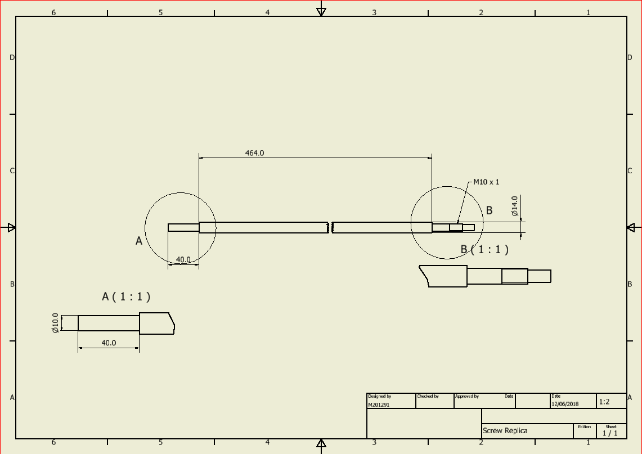 6 5 4 3 2 1
D D
464.0
C C
M10 x 1
B
Ø14.0
A
40.0
B ( 1 : 1 )
B B
A ( 1 : 1 )
Ø10.0
40.0
A A
Designed by Checked by Approved by Date Date
M201291 12/06/2018 1:2
Screw Replica Edition Sheet
1 / 1
6 5 4 3 2 1